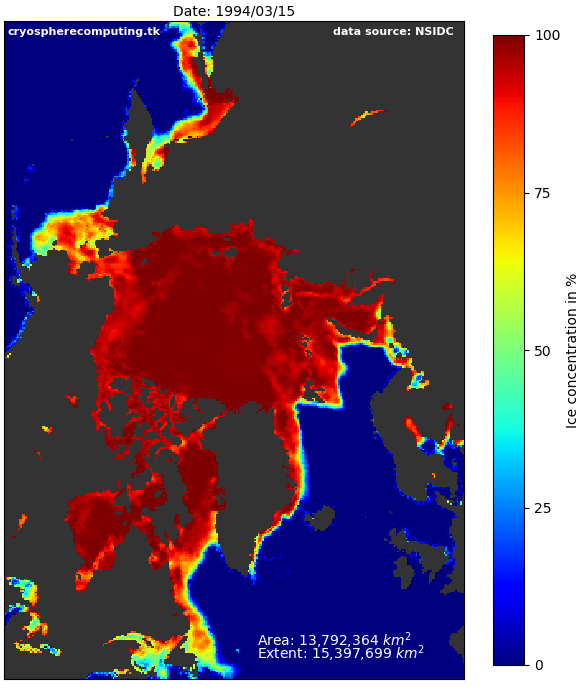 Date: 1994/03/15
cryospherecomputing.tk data source: NSIDC
100
75
50
25
0
Ice concentration in %
Area: 13,792,364 km²
Extent: 15,397,699 km²